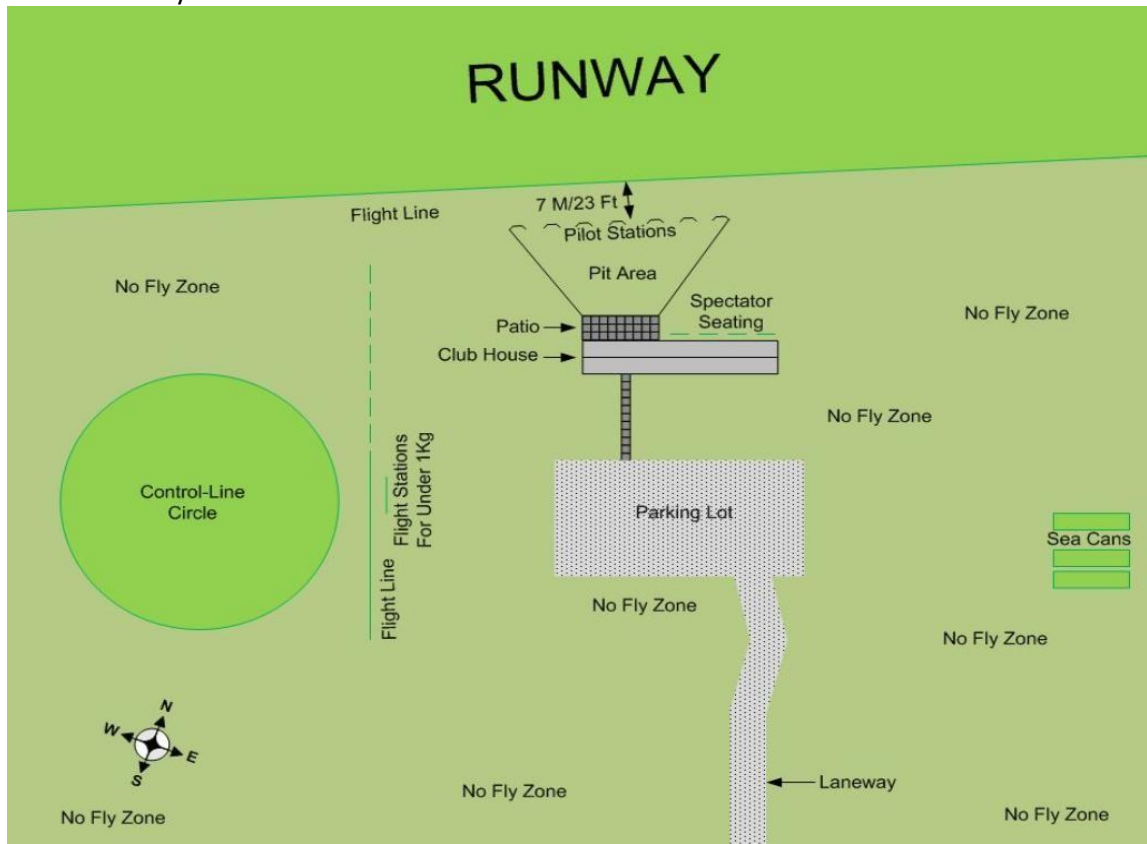 RUNWAY
7 M/23 Ft
Flight Line
Pilot Stations
Pit Area
No Fly Zone
Spectator
Seating
No Fly Zone
Patio
Club House
No Fly Zone
Flight Stations
For Under 1Kg
Control-Line
Circle
Parking Lot
Sea Cans
Flight Line
No Fly Zone
No Fly Zone
N
W
E
S
No Fly Zone
Laneway
No Fly Zone
No Fly Zone